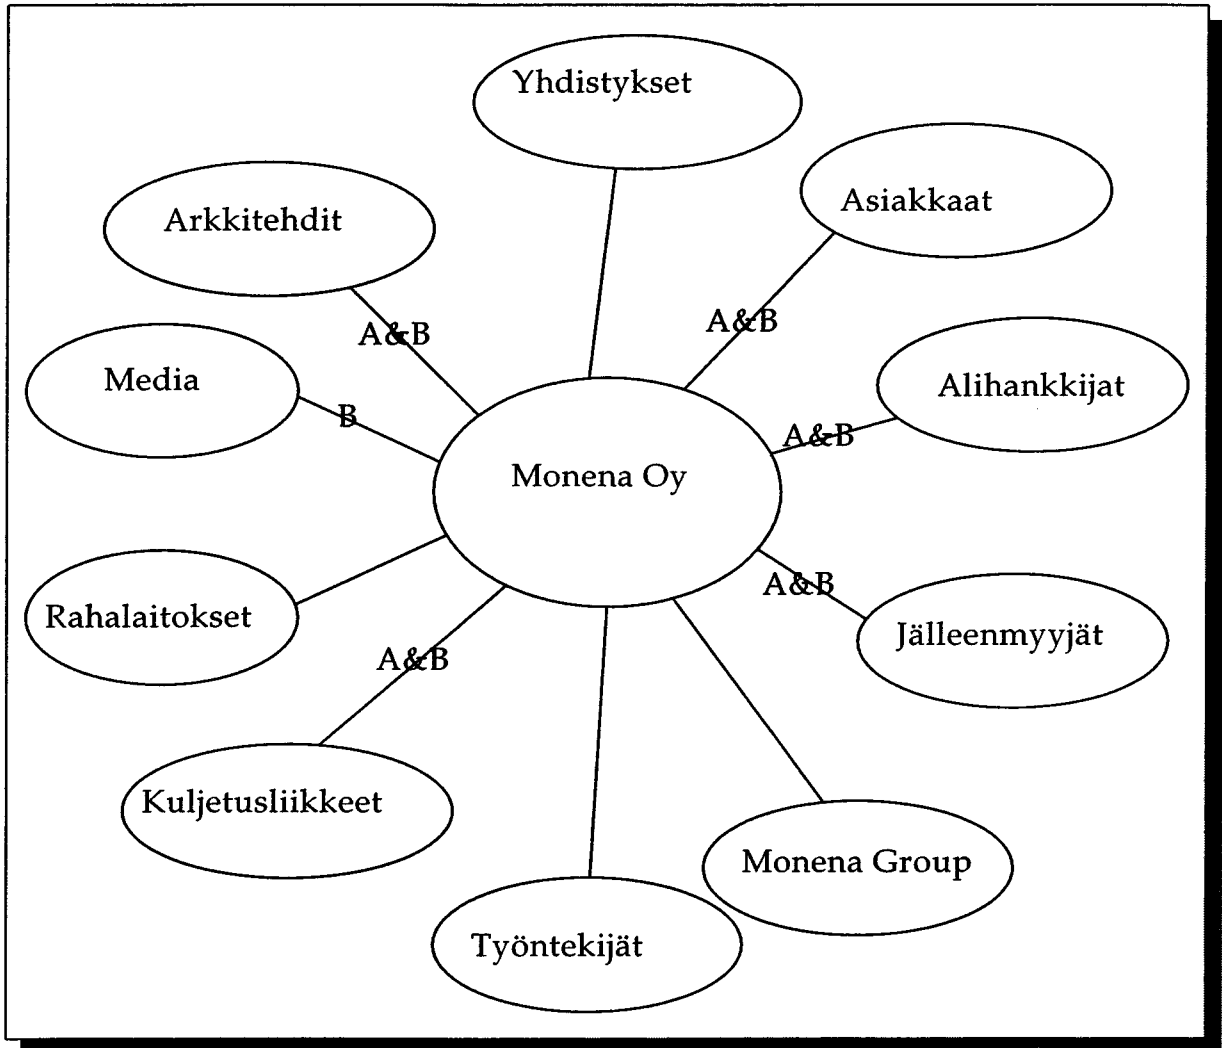 Yhdistykset
Asiakkaat
Arkkitehdit
A&B
A&B
Media
Alihankkijat
B
A&B
Monena Oy
A&B
Rahalaitokset
Jälleenmyyjät
A&B
Kuljetusliikkeet
Monena Group
Työntekijät